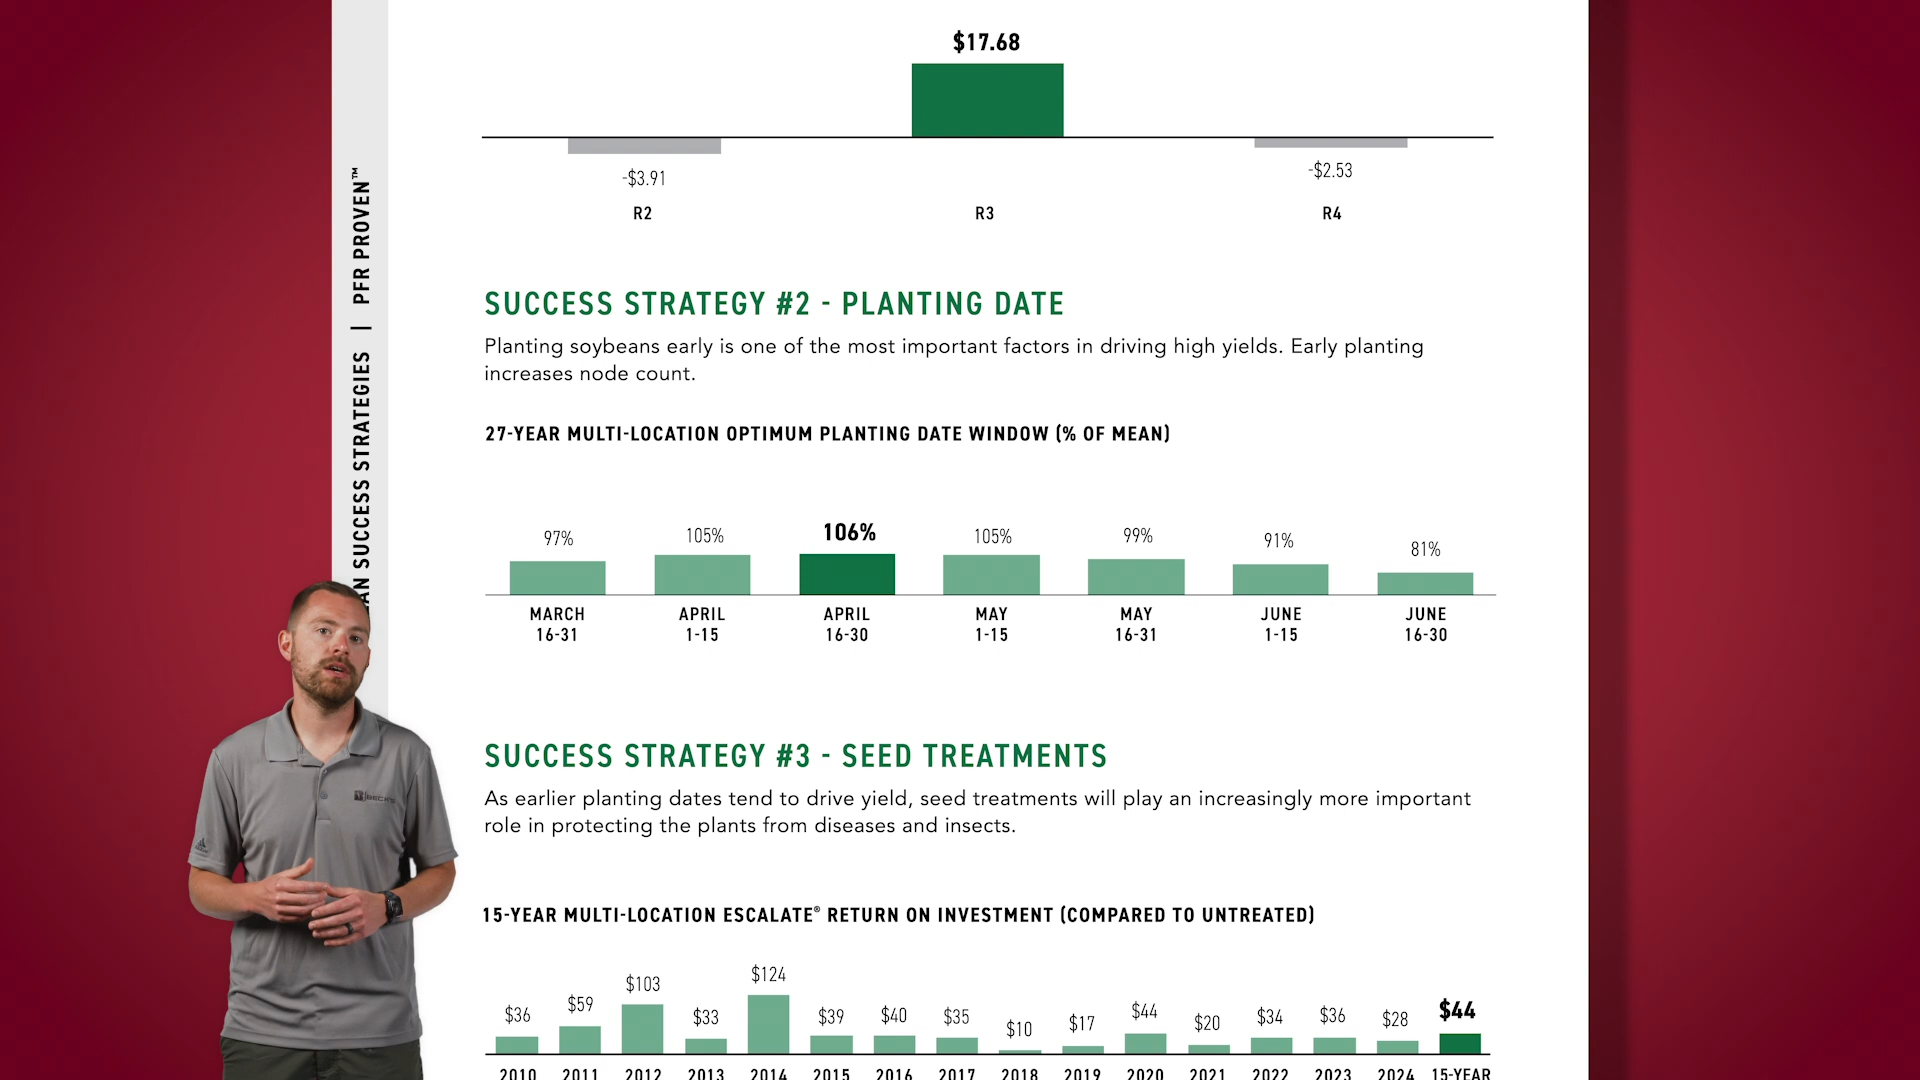 $17.68
-$3.91
-$2.53
R2 R3 R4
SUCCESS STRATEGIES | PFR PROVEN™
SUCCESS STRATEGY #2 - PLANTING DATE
Planting soybeans early is one of the most important factors in driving high yields. Early planting
increases node count.
27-YEAR MULTI-LOCATION OPTIMUM PLANTING DATE WINDOW (% OF MEAN)
97% 105% 106% 105% 99% 91% 81%
MARCH APRIL APRIL MAY MAY JUNE JUNE
16-31 1-15 16-30 1-15 16-31 1-15 16-30
SUCCESS STRATEGY #3 - SEED TREATMENTS
As earlier planting dates tend to drive yield, seed treatments will play an increasingly more important
role in protecting the plants from diseases and insects.
15-YEAR MULTI-LOCATION ESCALATE® RETURN ON INVESTMENT (COMPARED TO UNTREATED)
$36 $59 $103 $33 $124 $39 $40 $35 $10 $17 $44 $20 $34 $36 $28 $44
2010 2011 2012 2013 2014 2015 2016 2017 2018 2019 2020 2021 2022 2023 2024 15-YEAR